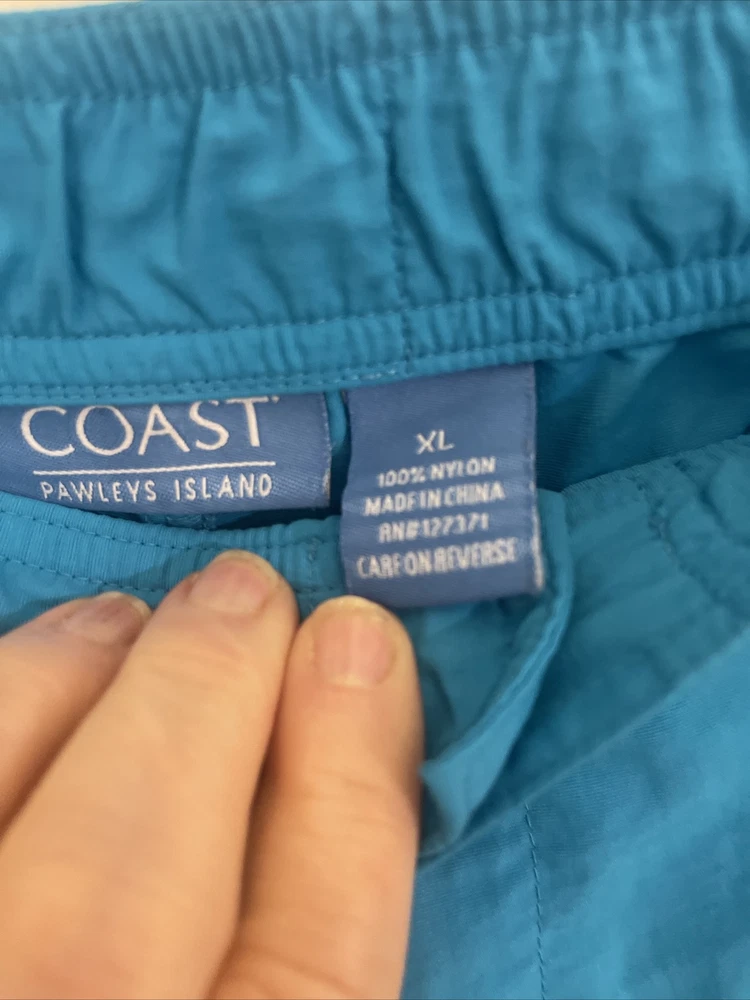 COAST
PAWLEYS ISLAND
XL
100% NYLON
MADE IN CHINA
RN#127371
CARE ON REVERSE